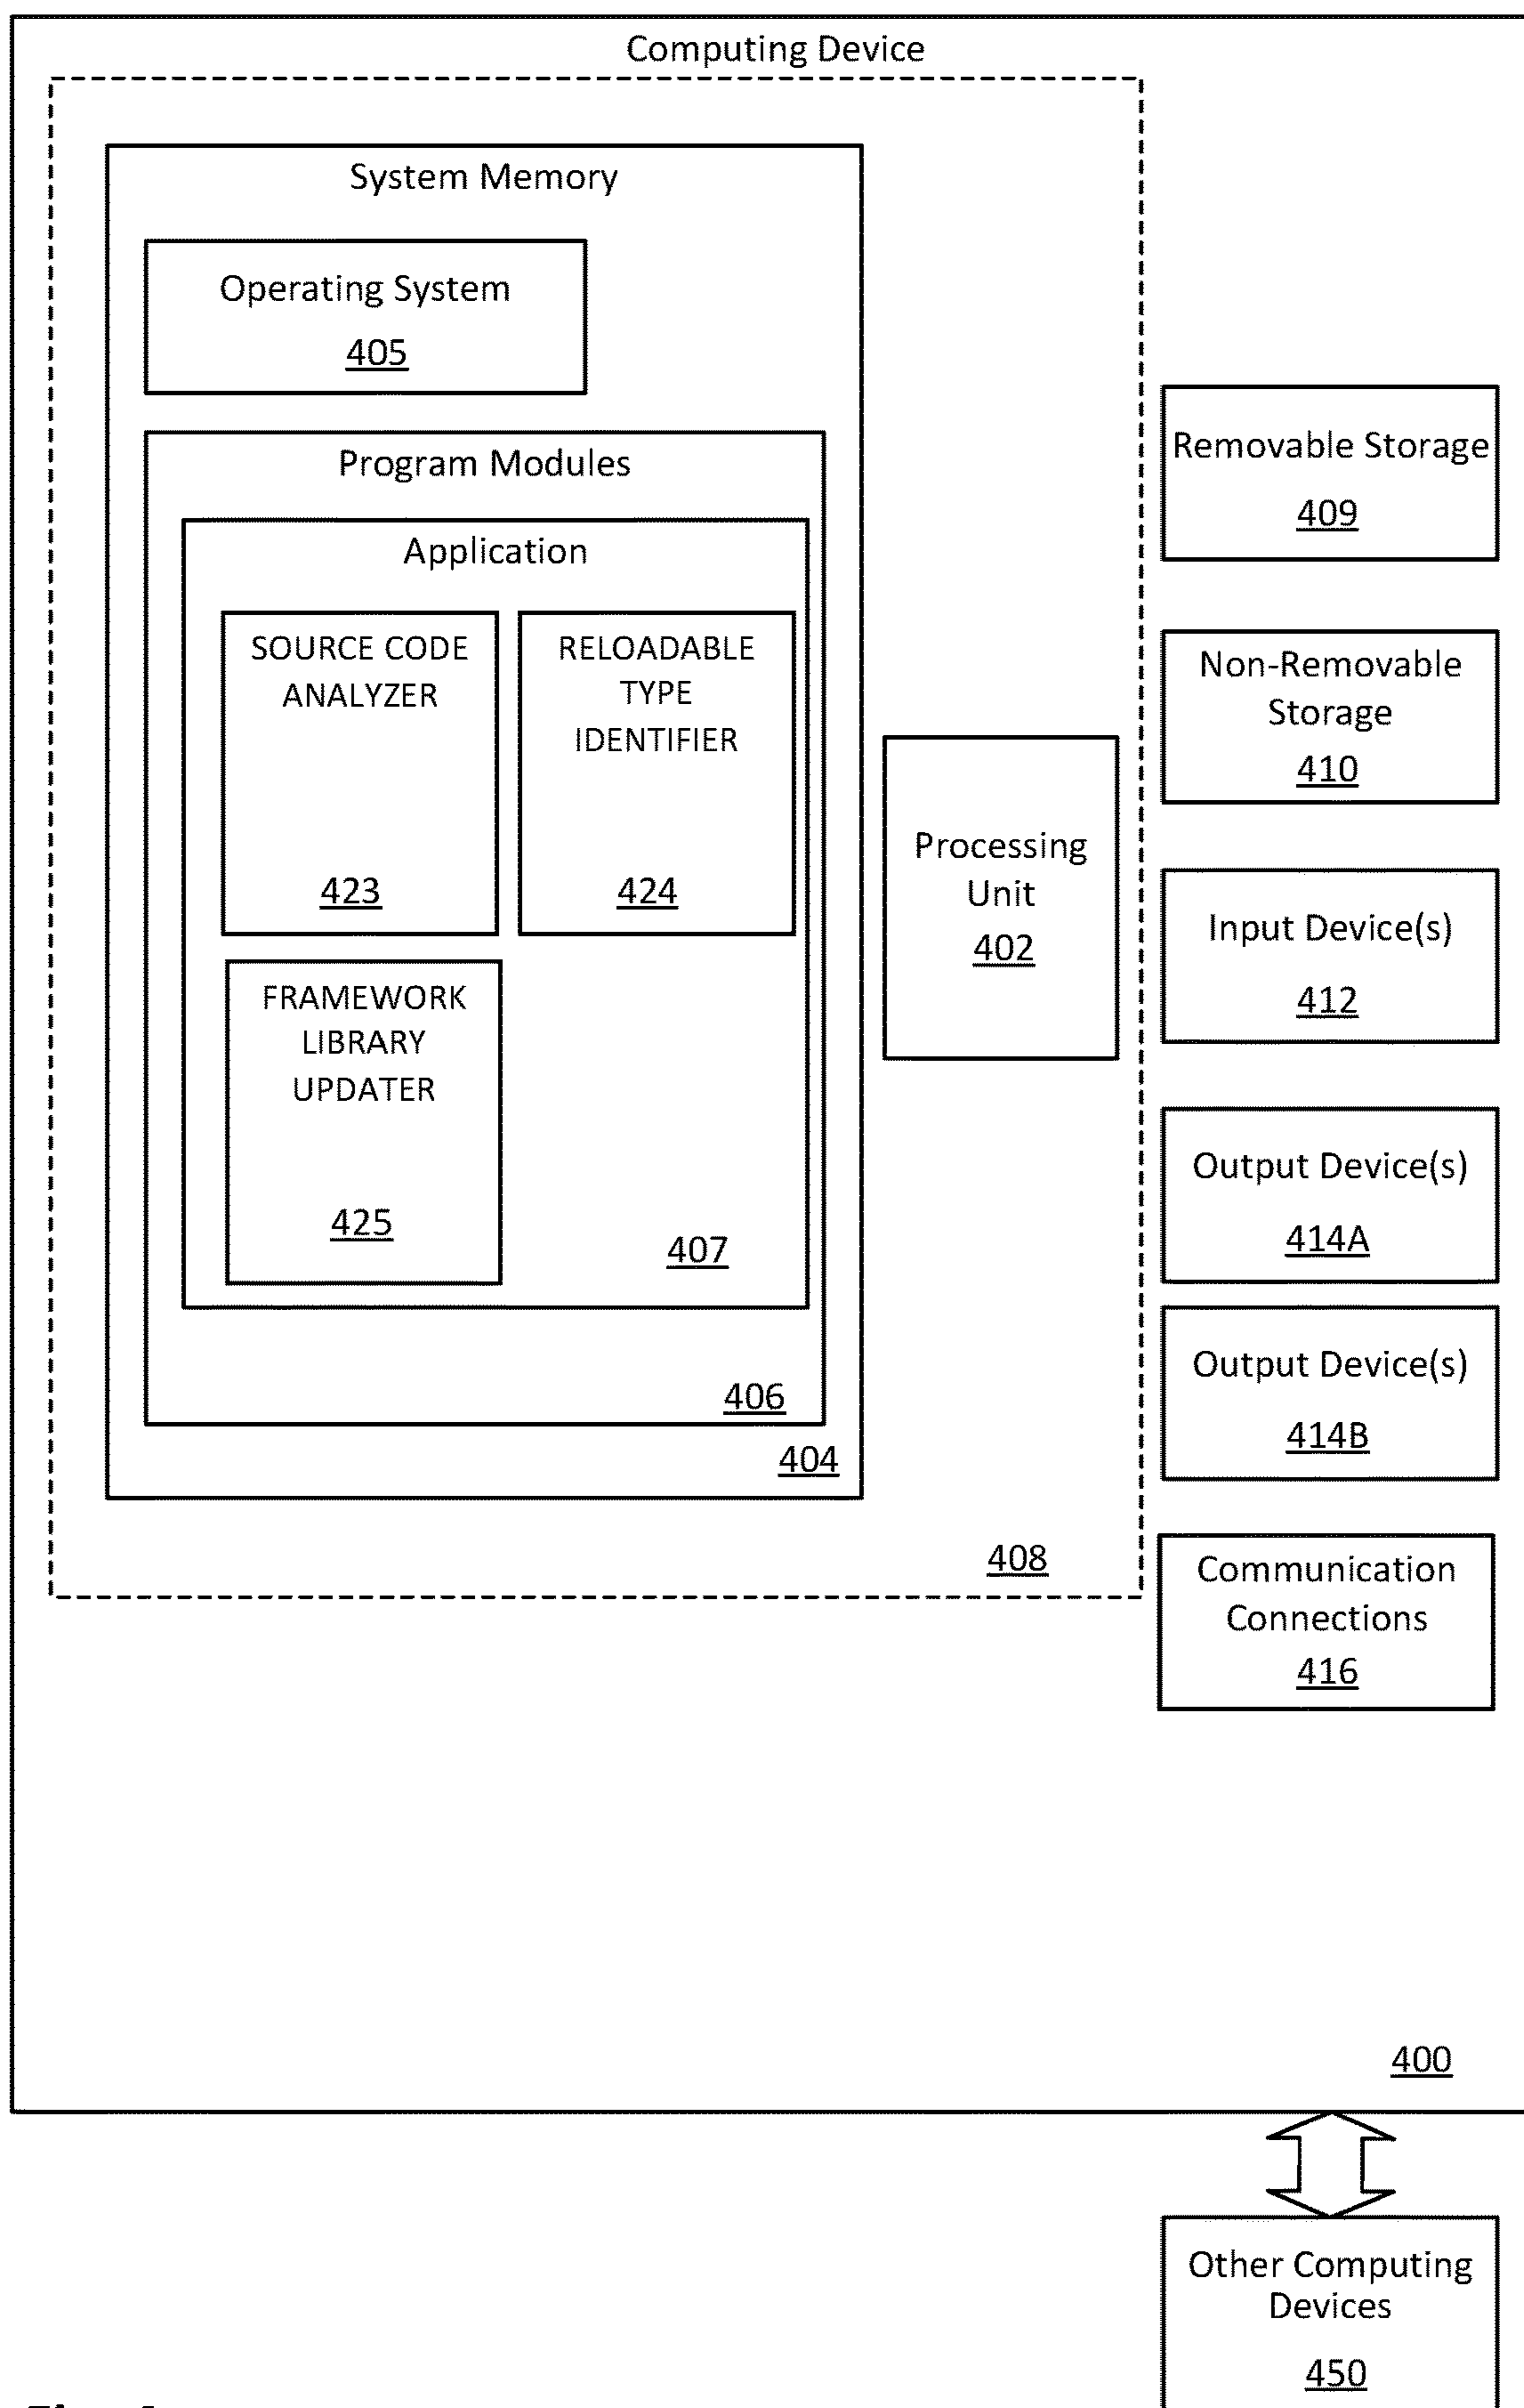 Computing Device
System Memory
Operating System
405
Program Modules
Application
SOURCE CODE
ANALYZER
423
RELOADABLE
TYPE
IDENTIFIER
424
FRAMEWORK
LIBRARY
UPDATER
425
407
406
404
Processing
Unit
402
408
Removable Storage
409
Non-Removable
Storage
410
Input Device(s)
412
Output Device(s)
414A
Output Device(s)
414B
Communication
Connections
416
400
Other Computing
Devices
450